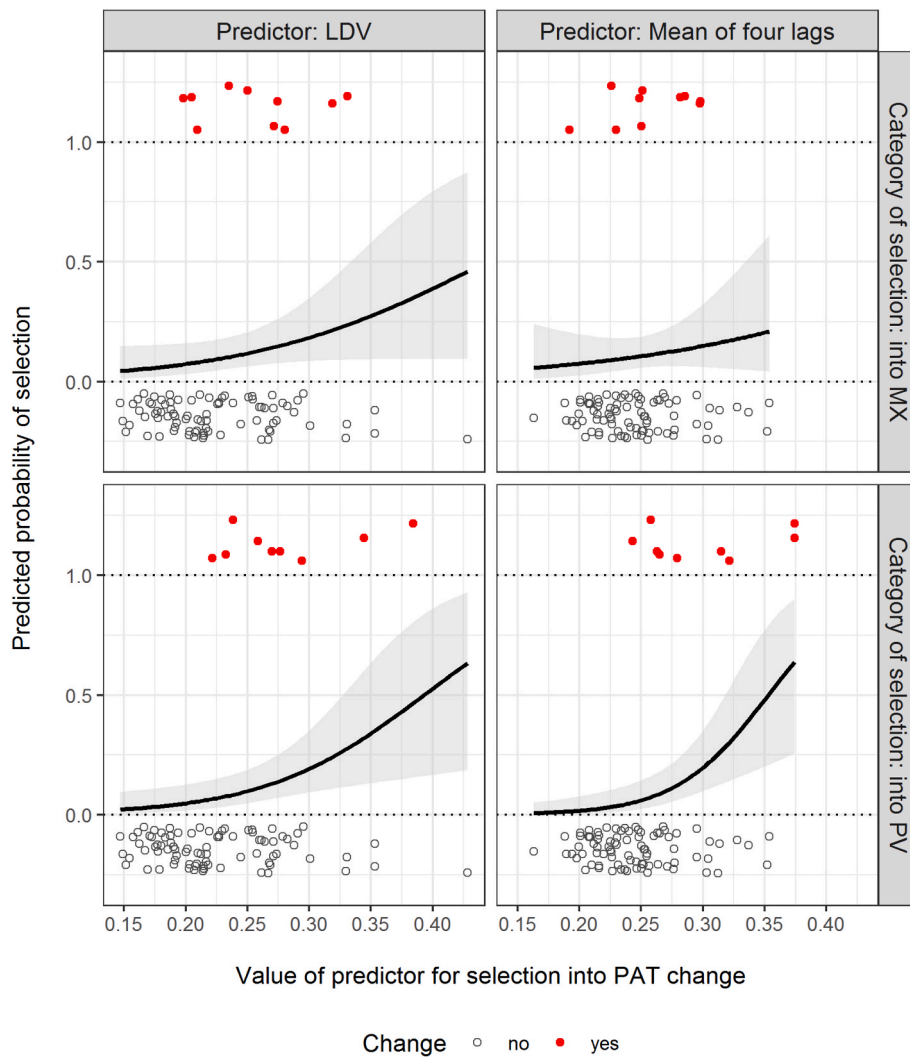 Predictor: LDV
Predictor: Mean of four lags
Category of selection: into MX
Category of selection: into PV
Predicted probability of selection
1.0
0.5
0.0
1.0
0.5
0.0
0.15 0.20 0.25 0.30 0.35 0.40
0.15 0.20 0.25 0.30 0.35 0.40
Value of predictor for selection into PAT change
Change no yes